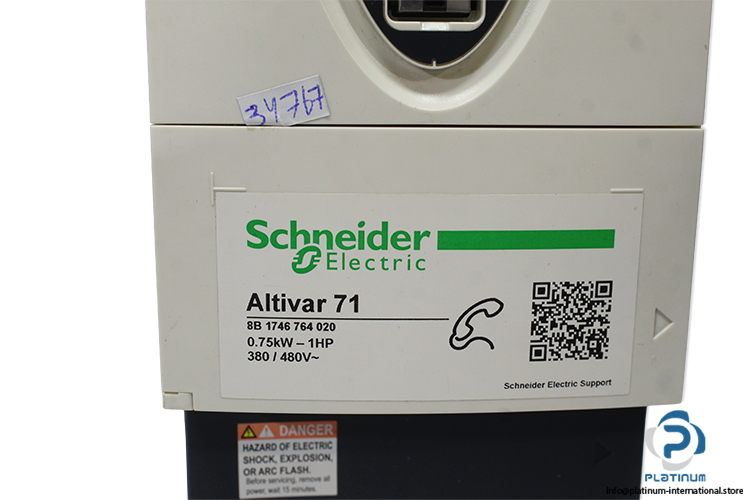 34767
Schneider
Electric
Altivar 71
8B 1746 764 020
0.75kW – 1HP
380 / 480V~
Schneider Electric Support
DANGER
HAZARD OF ELECTRIC
SHOCK, EXPLOSION,
OR ARC FLASH.
Before servicing, remove all
power, wait 15 minutes.
PLATINUM
Info@platinum-international.store